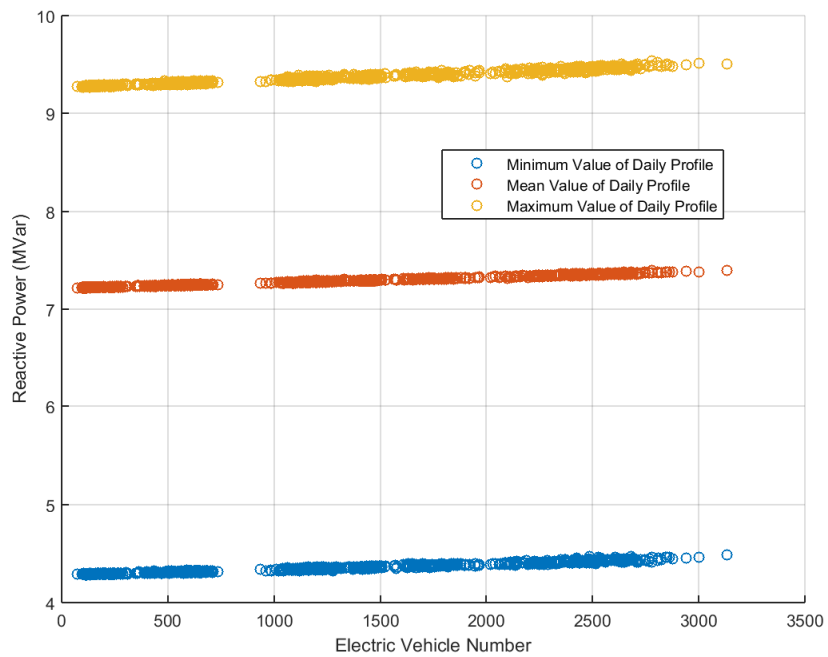 10
9
8
7
6
5
4
Reactive Power (MVar)
Minimum Value of Daily Profile
Mean Value of Daily Profile
Maximum Value of Daily Profile
0 500 1000 1500 2000 2500 3000 3500
Electric Vehicle Number